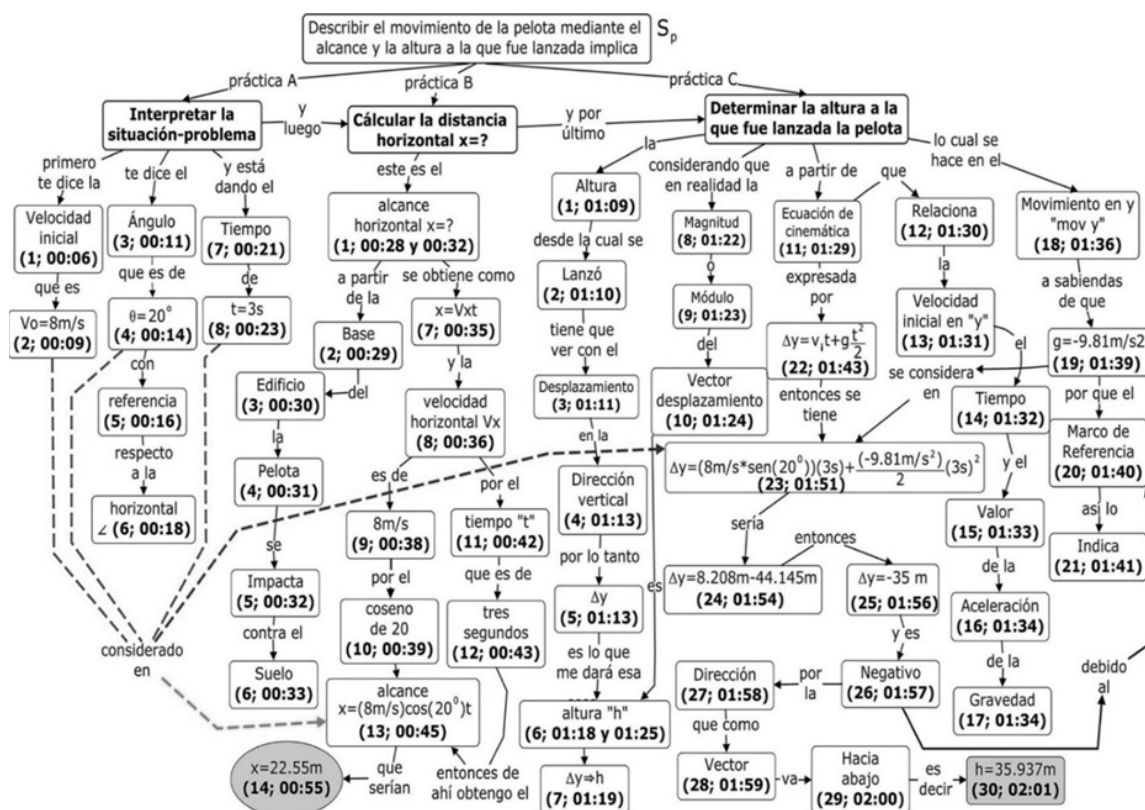 Describir el movimiento de la pelota mediante el
alcance y la altura a la que fue lanzada implica
Sp
práctica A
práctica B
práctica C
Interpretar la
situación-problema
y
luego
Cálcular la distancia
horizontal x=?
y por
último
Determinar la altura a la
que fue lanzada la pelota
primero
te dice la
te dice el
y está
dando el
Velocidad
inicial
(1; 00:06)
que es
Vo=8m/s
(2; 00:09)
Ángulo
(3; 00:11)
que es de
θ=20°
(4; 00:14)
con
referencia
(5; 00:16)
respecto
a la
horizontal
∠ (6; 00:18)
Tiempo
(7; 00:21)
de
t=3s
(8; 00:23)
considerado
en
este es el
alcance
horizontal x=?
(1; 00:28 y 00:32)
a partir
de la
Base
(2; 00:29)
del
Edificio
(3; 00:30)
la
Pelota
(4; 00:31)
se
Impacta
(5; 00:32)
contra el
Suelo
(6; 00:33)
se obtiene como
x=Vxt
(7; 00:35)
y la
velocidad
horizontal Vx
(8; 00:36)
es de
8m/s
(9; 00:38)
por el
coseno
de 20
(10; 00:39)
por el
tiempo "t"
(11; 00:42)
que es de
tres
segundos
(12; 00:43)
entonces de
ahí obtengo el
alcance
x=(8m/s)cos(20°)t
(13; 00:45)
que
serían
x=22.55m
(14; 00:55)
la
Altura
(1; 01:09)
desde la cual se
Lanzó
(2; 01:10)
tiene que
ver con el
Desplazamiento
(3; 01:11)
en la
Dirección
vertical
(4; 01:13)
por lo tanto
Δy
(5; 01:13)
es lo que
me dará esa
altura "h"
(6; 01:18 y 01:25)
Δy⇒h
(7; 01:19)
considerando que
en realidad la
Magnitud
(8; 01:22)
o
Módulo
(9; 01:23)
del
Vector
desplazamiento
(10; 01:24)
es
a partir de
Ecuación de
cinemática
(11; 01:29)
expresada
por
Δy=vᵢt+g t²/2
(22; 01:43)
entonces se
tiene
Δy=(8m/s*sen(20°))(3s)+(-9.81m/s²)/2 (3s)²
(23; 01:51)
sería
Δy=8.208m-44.145m
(24; 01:54)
entonces
Δy=-35 m
(25; 01:56)
y es
Negativo
(26; 01:57)
por
la
Dirección
(27; 01:58)
que como
Vector
(28; 01:59)
va
Hacia
abajo
(29; 02:00)
es
decir
h=35.937m
(30; 02:01)
debido
al
que
Relaciona
(12; 01:30)
la
Velocidad
inicial en "y"
(13; 01:31)
el
Tiempo
(14; 01:32)
y el
Valor
(15; 01:33)
de la
Aceleración
(16; 01:34)
de la
Gravedad
(17; 01:34)
lo cual se
hace en el
Movimiento en y
"mov y"
(18; 01:36)
a sabiendas
de que
g=-9.81m/s2
(19; 01:39)
se considera
en
por que el
Marco de
Referencia
(20; 01:40)
así lo
Indica
(21; 01:41)